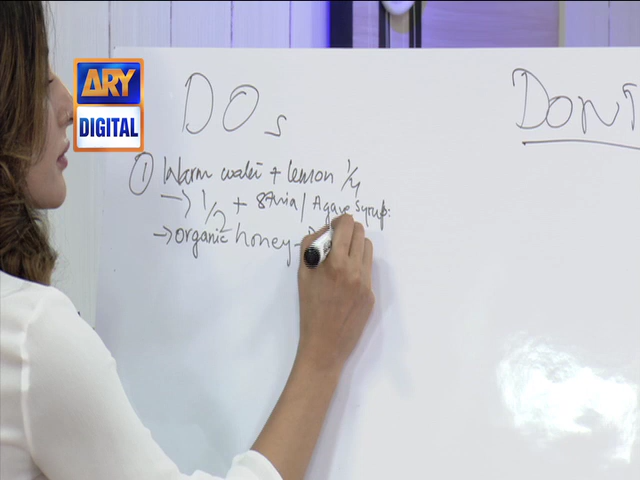 ARY
DIGITAL
DOs
DONT
① Warm water + lemon 1/4
→ 1/2 + Stevia / Agave syrup.
→ organic honey -